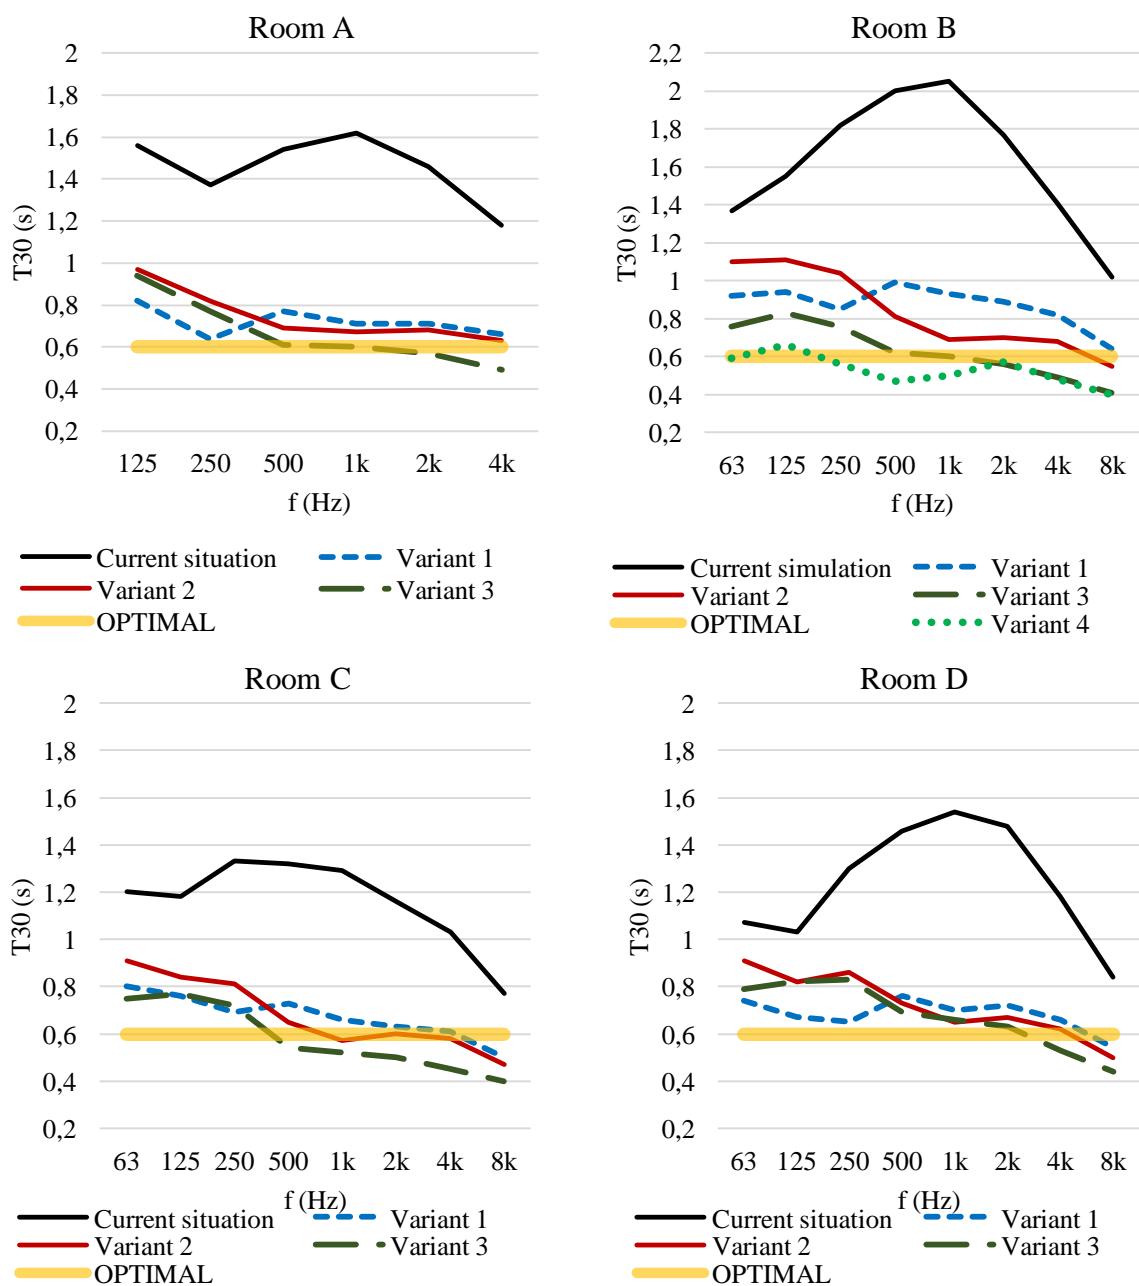 Room A
2
1,8
1,6
1,4
1,2
1
0,8
0,6
0,4
0,2
T30 (s)
125 250 500 1k 2k 4k
f (Hz)
Current situation Variant 1
Variant 2 Variant 3
OPTIMAL
Room B
2,2
2
1,8
1,6
1,4
1,2
1
0,8
0,6
0,4
0,2
T30 (s)
63 125 250 500 1k 2k 4k 8k
f (Hz)
Current simulation Variant 1
Variant 2 Variant 3
OPTIMAL Variant 4
Room C
2
1,8
1,6
1,4
1,2
1
0,8
0,6
0,4
0,2
T30 (s)
63 125 250 500 1k 2k 4k 8k
f (Hz)
Current situation Variant 1
Variant 2 Variant 3
OPTIMAL
Room D
2
1,8
1,6
1,4
1,2
1
0,8
0,6
0,4
0,2
T30 (s)
63 125 250 500 1k 2k 4k 8k
f (Hz)
Current situation Variant 1
Variant 2 Variant 3
OPTIMAL